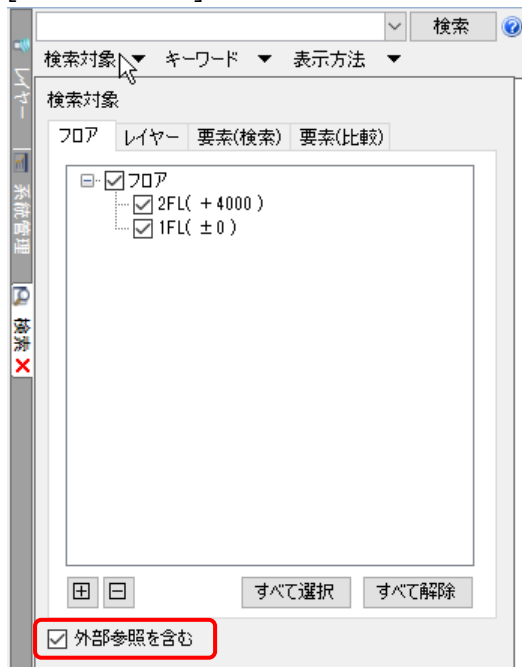 検索
検索対象 ▼ キーワード ▼ 表示方法 ▼
検索対象
フロア レイヤー 要素(検索) 要素(比較)
フロア
2FL( +4000 )
1FL( ±0 )
すべて選択 すべて解除
外部参照を含む
レイヤー
系統管理
検索